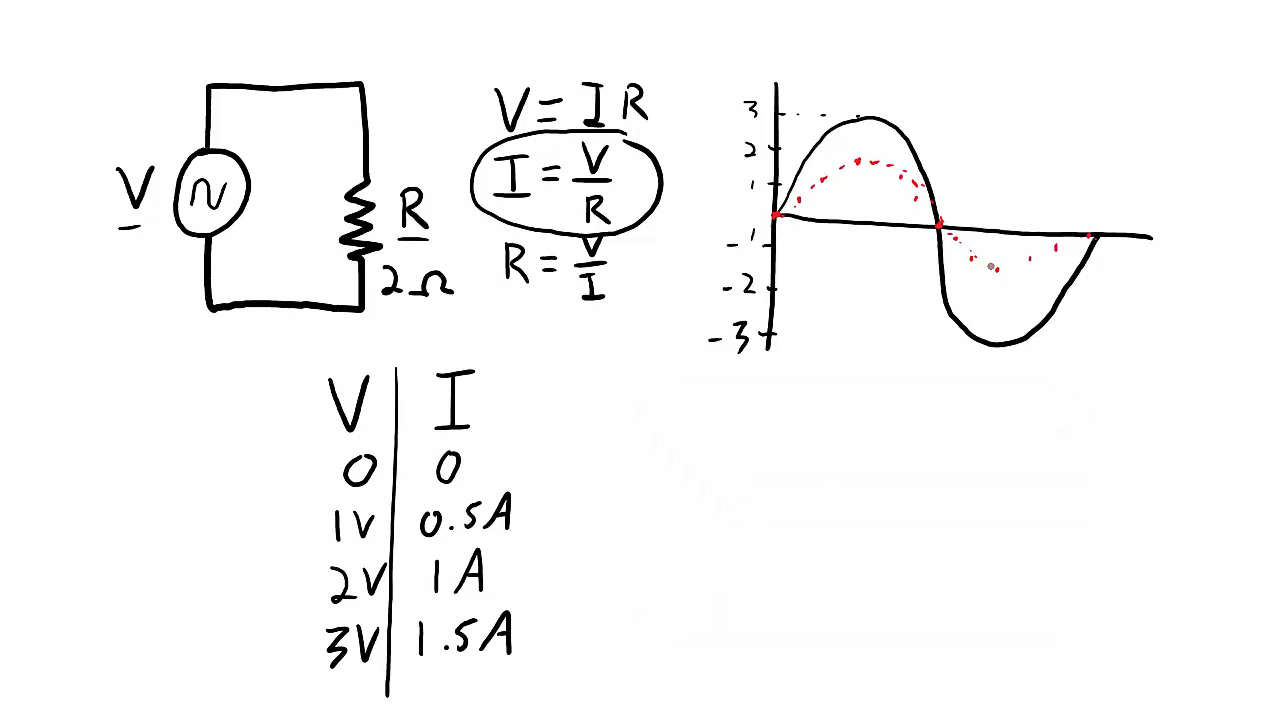 V
R
2Ω
V = I R
I = V/R
R = V/I
3
2
1
-1
-2
-3
V | I
0 | 0
1V | 0.5A
2V | 1A
3V | 1.5A